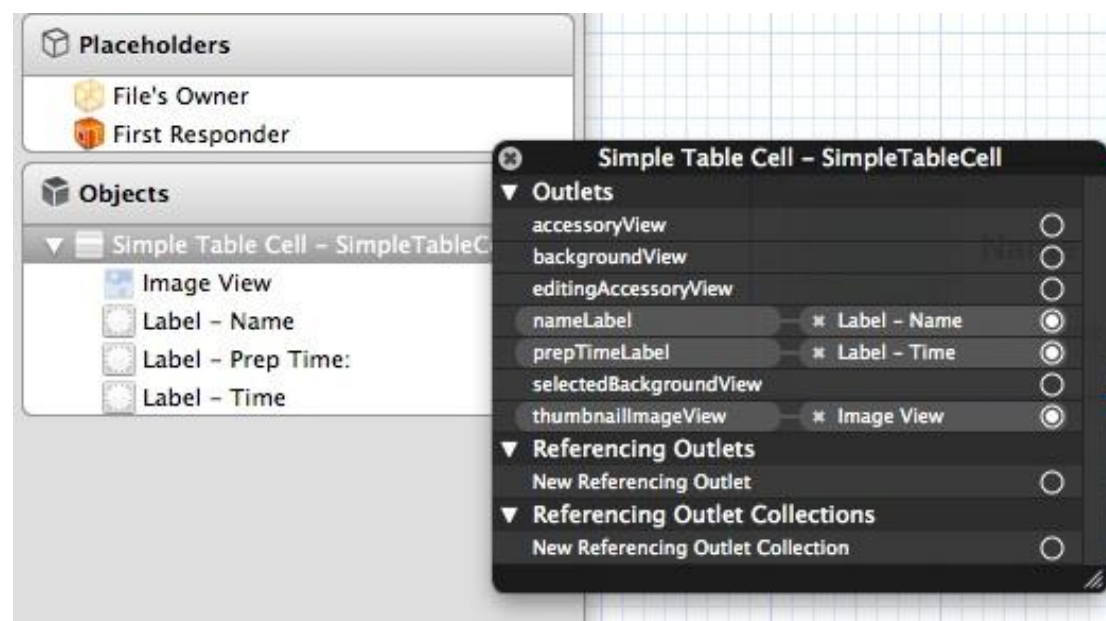 Placeholders
File's Owner
First Responder
Objects
Simple Table Cell – SimpleTableC
Image View
Label – Name
Label – Prep Time:
Label – Time
Simple Table Cell – SimpleTableCell
Outlets
accessoryView
backgroundView
editingAccessoryView
nameLabel Label – Name
prepTimeLabel Label – Time
selectedBackgroundView
thumbnailImageView Image View
Referencing Outlets
New Referencing Outlet
Referencing Outlet Collections
New Referencing Outlet Collection